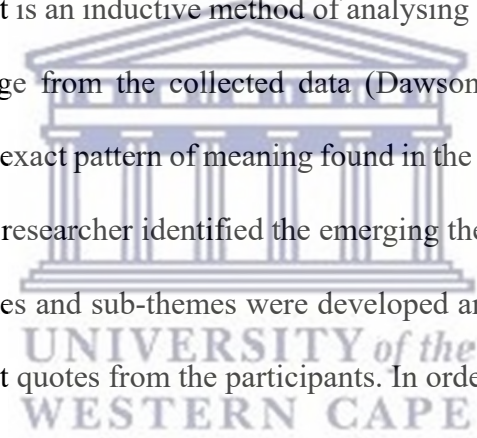 t is an inductive method of analysing
ge from the collected data (Dawson
exact pattern of meaning found in the
researcher identified the emerging the
es and sub-themes were developed an
UNIVERSITY of the
t quotes from the participants. In orde
WESTERN CAPE